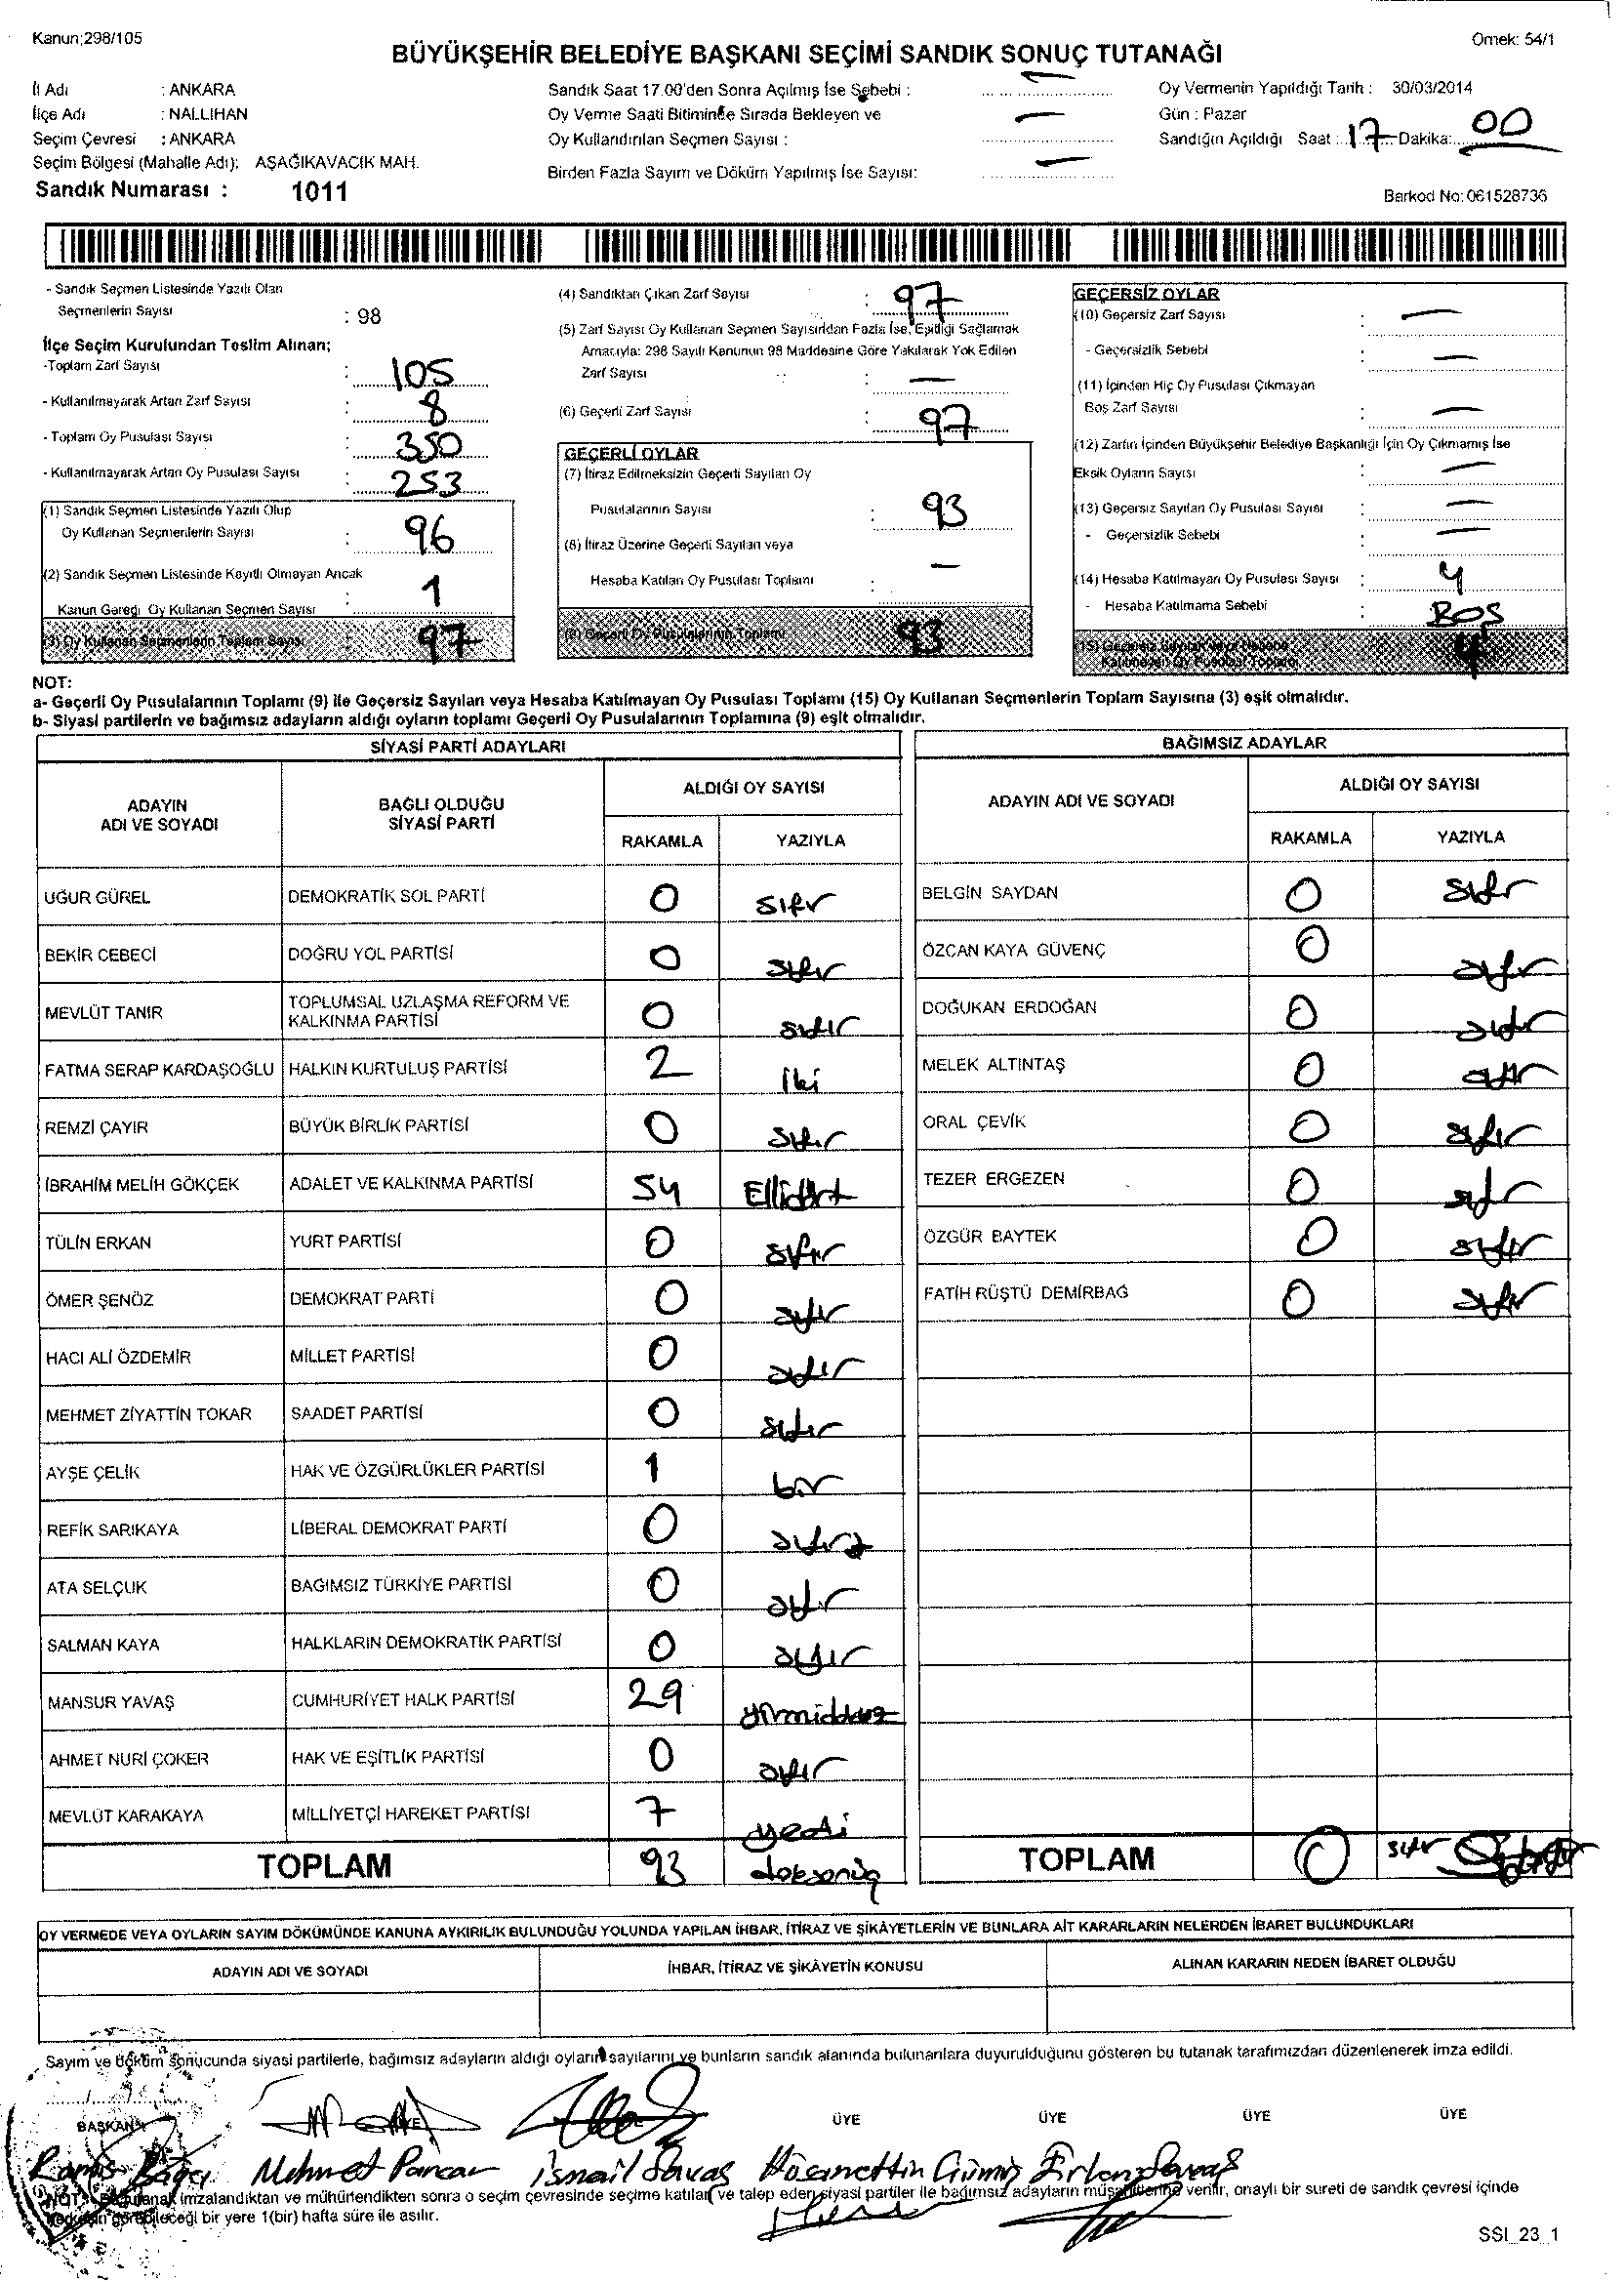 Kanun;298/105
Örnek: 54/1
BÜYÜKŞEHİR BELEDİYE BAŞKANI SEÇİMİ SANDIK SONUÇ TUTANAĞI
İl Adı : ANKARA
İlçe Adı : NALLIHAN
Seçim Çevresi : ANKARA
Seçim Bölgesi (Mahalle Adı): AŞAĞIKAVACIK MAH.
Sandık Numarası : 1011
Sandık Saat 17.00'den Sonra Açılmış İse Sebebi : —
Oy Verme Saati Bitiminde Sırada Bekleyen ve
Oy Kullandırılan Seçmen Sayısı : —
Birden Fazla Sayım ve Döküm Yapılmış İse Sayısı: —
Oy Vermenin Yapıldığı Tarih : 30/03/2014
Gün : Pazar
Sandığın Açıldığı Saat : 17 Dakika: 00
Barkod No: 061528736
- Sandık Seçmen Listesinde Yazılı Olan
Seçmenlerin Sayısı : 98
İlçe Seçim Kurulundan Teslim Alınan;
-Toplam Zarf Sayısı : 105
- Kullanılmayarak Artan Zarf Sayısı : 8
- Toplam Oy Pusulası Sayısı : 350
- Kullanılmayarak Artan Oy Pusulası Sayısı : 253
(1) Sandık Seçmen Listesinde Yazılı Olup
Oy Kullanan Seçmenlerin Sayısı : 96
(2) Sandık Seçmen Listesinde Kayıtlı Olmayan Ancak
Kanun Gereği Oy Kullanan Seçmen Sayısı : 1
(3) Oy Kullanan Seçmenlerin Toplam Sayısı : 97
(4) Sandıktan Çıkan Zarf Sayısı : 97
(5) Zarf Sayısı Oy Kullanan Seçmen Sayısından Fazla İse, Eşitliği Sağlamak
Amacıyla: 298 Sayılı Kanunun 98 Maddesine Göre Yakılarak Yok Edilen
Zarf Sayısı : —
(6) Geçerli Zarf Sayısı : 97
GEÇERLİ OYLAR
(7) İtiraz Edilmeksizin Geçerli Sayılan Oy
Pusulalarının Sayısı : 93
(8) İtiraz Üzerine Geçerli Sayılan veya
Hesaba Katılan Oy Pusulası Toplamı : —
(9) Geçerli Oy Pusulalarının Toplamı 93
GEÇERSİZ OYLAR
(10) Geçersiz Zarf Sayısı : —
- Geçersizlik Sebebi : —
(11) İçinden Hiç Oy Pusulası Çıkmayan
Boş Zarf Sayısı : —
(12) Zarfın İçinden Büyükşehir Belediye Başkanlığı İçin Oy Çıkmamış İse
Eksik Oyların Sayısı : —
(13) Geçersiz Sayılan Oy Pusulası Sayısı : —
- Geçersizlik Sebebi : —
(14) Hesaba Katılmayan Oy Pusulası Sayısı : 4
- Hesaba Katılmama Sebebi : BOŞ
(15) Geçersiz Sayılan veya Hesaba
Katılmayan Oy Pusulası Toplamı 4
NOT:
a- Geçerli Oy Pusulalarının Toplamı (9) ile Geçersiz Sayılan veya Hesaba Katılmayan Oy Pusulası Toplamı (15) Oy Kullanan Seçmenlerin Toplam Sayısına (3) eşit olmalıdır.
b- Siyasi partilerin ve bağımsız adayların aldığı oyların toplamı Geçerli Oy Pusulalarının Toplamına (9) eşit olmalıdır.
SİYASİ PARTİ ADAYLARI
ADAYIN ADI VE SOYADI BAĞLI OLDUĞU SİYASİ PARTİ ALDIĞI OY SAYISI
RAKAMLA YAZIYLA
UĞUR GÜREL DEMOKRATİK SOL PARTİ 0 sıfır
BEKİR CEBECİ DOĞRU YOL PARTİSİ 0 sıfır
MEVLÜT TANIR TOPLUMSAL UZLAŞMA REFORM VE KALKINMA PARTİSİ 0 sıfır
FATMA SERAP KARDAŞOĞLU HALKIN KURTULUŞ PARTİSİ 2 iki
REMZİ ÇAYIR BÜYÜK BİRLİK PARTİSİ 0 sıfır
İBRAHİM MELİH GÖKÇEK ADALET VE KALKINMA PARTİSİ 54 Ellidört
TÜLİN ERKAN YURT PARTİSİ 0 sıfır
ÖMER ŞENÖZ DEMOKRAT PARTİ 0 sıfır
HACI ALİ ÖZDEMİR MİLLET PARTİSİ 0 sıfır
MEHMET ZİYATTİN TOKAR SAADET PARTİSİ 0 sıfır
AYŞE ÇELİK HAK VE ÖZGÜRLÜKLER PARTİSİ 1 bir
REFİK SARIKAYA LİBERAL DEMOKRAT PARTİ 0 sıfır
ATA SELÇUK BAĞIMSIZ TÜRKİYE PARTİSİ 0 sıfır
SALMAN KAYA HALKLARIN DEMOKRATİK PARTİSİ 0 sıfır
MANSUR YAVAŞ CUMHURİYET HALK PARTİSİ 29 yirmidokuz
AHMET NURİ ÇOKER HAK VE EŞİTLİK PARTİSİ 0 sıfır
MEVLÜT KARAKAYA MİLLİYETÇİ HAREKET PARTİSİ 7 yedi
TOPLAM 93 doksanüç
BAĞIMSIZ ADAYLAR
ADAYIN ADI VE SOYADI ALDIĞI OY SAYISI
RAKAMLA YAZIYLA
BELGİN SAYDAN 0 sıfır
ÖZCAN KAYA GÜVENÇ 0 sıfır
DOĞUKAN ERDOĞAN 0 sıfır
MELEK ALTINTAŞ 0 sıfır
ORAL ÇEVİK 0 sıfır
TEZER ERGEZEN 0 sıfır
ÖZGÜR BAYTEK 0 sıfır
FATİH RÜŞTÜ DEMİRBAĞ 0 sıfır
TOPLAM 0 sıfır
OY VERMEDE VEYA OYLARIN SAYIM DÖKÜMÜNDE KANUNA AYKIRILIK BULUNDUĞU YOLUNDA YAPILAN İHBAR, İTİRAZ VE ŞİKÂYETLERİN VE BUNLARA AİT KARARLARIN NELERDEN İBARET BULUNDUKLARI
ADAYIN ADI VE SOYADI İHBAR, İTİRAZ VE ŞİKÂYETİN KONUSU ALINAN KARARIN NEDEN İBARET OLDUĞU
Sayım ve döküm sonucunda siyasi partilerle, bağımsız adayların aldığı oyların sayılarını ve bunların sandık alanında bulunanlara duyurulduğunu gösteren bu tutanak tarafımızdan düzenlenerek imza edildi.
BAŞKAN ÜYE ÜYE ÜYE ÜYE ÜYE
Mehmet Pancar İsmail Savaş Hüsamettin Gümüş Savaş
NOT: Bu tutanak imzalandıktan ve mühürlendikten sonra o seçim çevresinde seçime katılan ve talep eden siyasi partiler ile bağımsız adayların müşahitlerine verilir, onaylı bir sureti de sandık çevresi içinde
herkesin görebileceği bir yere 1(bir) hafta süre ile asılır.
SSI_23_1